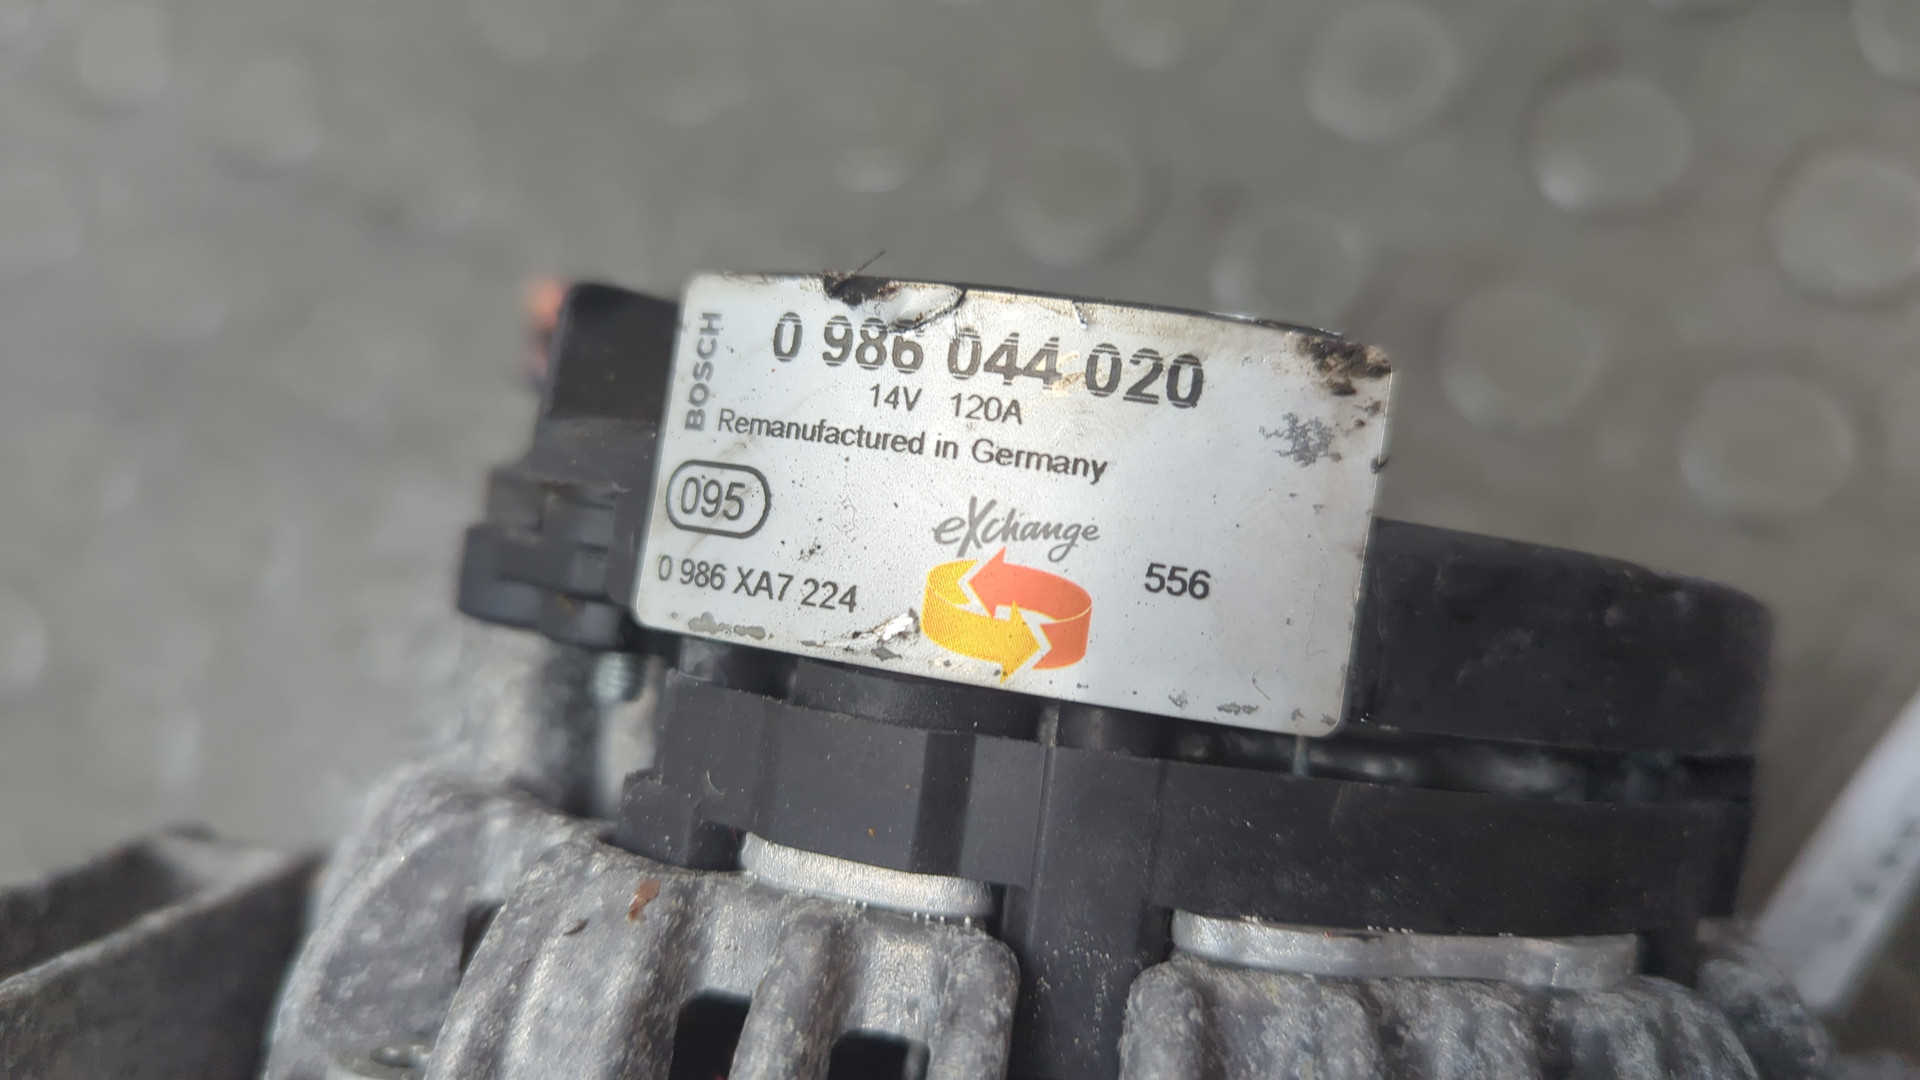 BOSCH
0 986 044 020
14V 120A
Remanufactured in Germany
095
eXchange
0 986 XA7 224
556